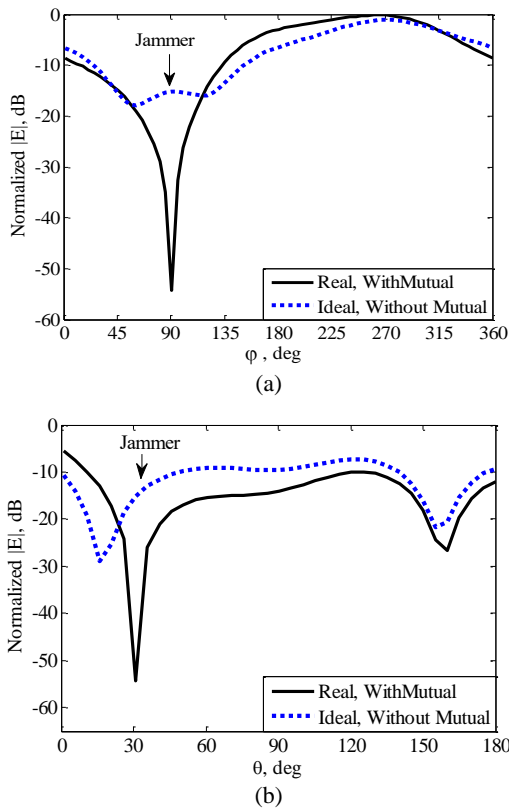 0
-10
-20
-30
-40
-50
-60
Normalized |E|, dB
Jammer
Real, WithMutual
Ideal, Without Mutual
0 45 90 135 180 225 270 315 360
φ , deg
(a)
0
-10
-20
-30
-40
-50
-60
Normalized |E|, dB
Jammer
Real, WithMutual
Ideal, Without Mutual
0 30 60 90 120 150 180
θ, deg
(b)